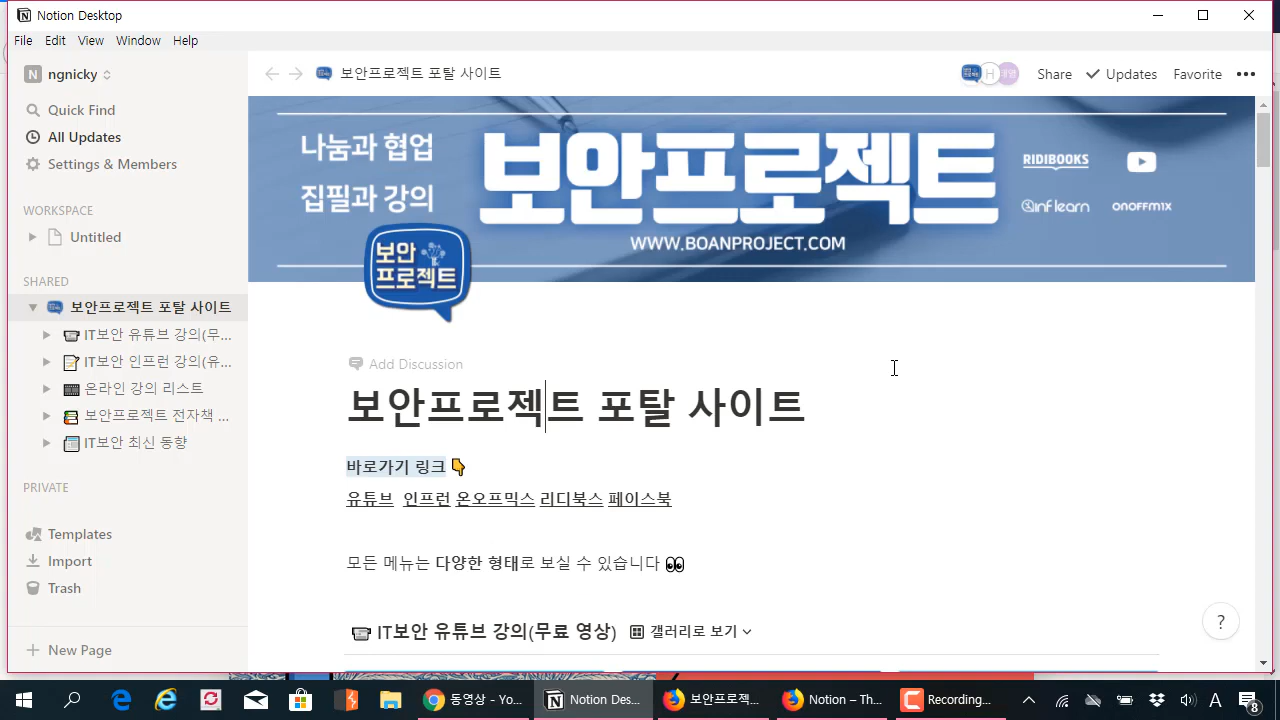 Notion Desktop
File Edit View Window Help
N ngnicky
보안프로젝트 포탈 사이트
Share Updates Favorite
Quick Find
All Updates
Settings & Members
WORKSPACE
Untitled
SHARED
보안프로젝트 포탈 사이트
IT보안 유튜브 강의(무...
IT보안 인프런 강의(유...
온라인 강의 리스트
보안프로젝트 전자책 ...
IT보안 최신 동향
PRIVATE
Templates
Import
Trash
New Page
나눔과 협업
집필과 강의
보안프로젝트
WWW.BOANPROJECT.COM
RIDIBOOKS
inflearn
ONOFFMIX
보안
프로젝트
Add Discussion
보안프로젝트 포탈 사이트
바로가기 링크
유튜브 인프런 온오프믹스 리디북스 페이스북
모든 메뉴는 다양한 형태로 보실 수 있습니다
IT보안 유튜브 강의(무료 영상) 갤러리로 보기
?
동영상 - Yo... Notion Des... 보안프로젝... Notion – Th... Recording... A 8